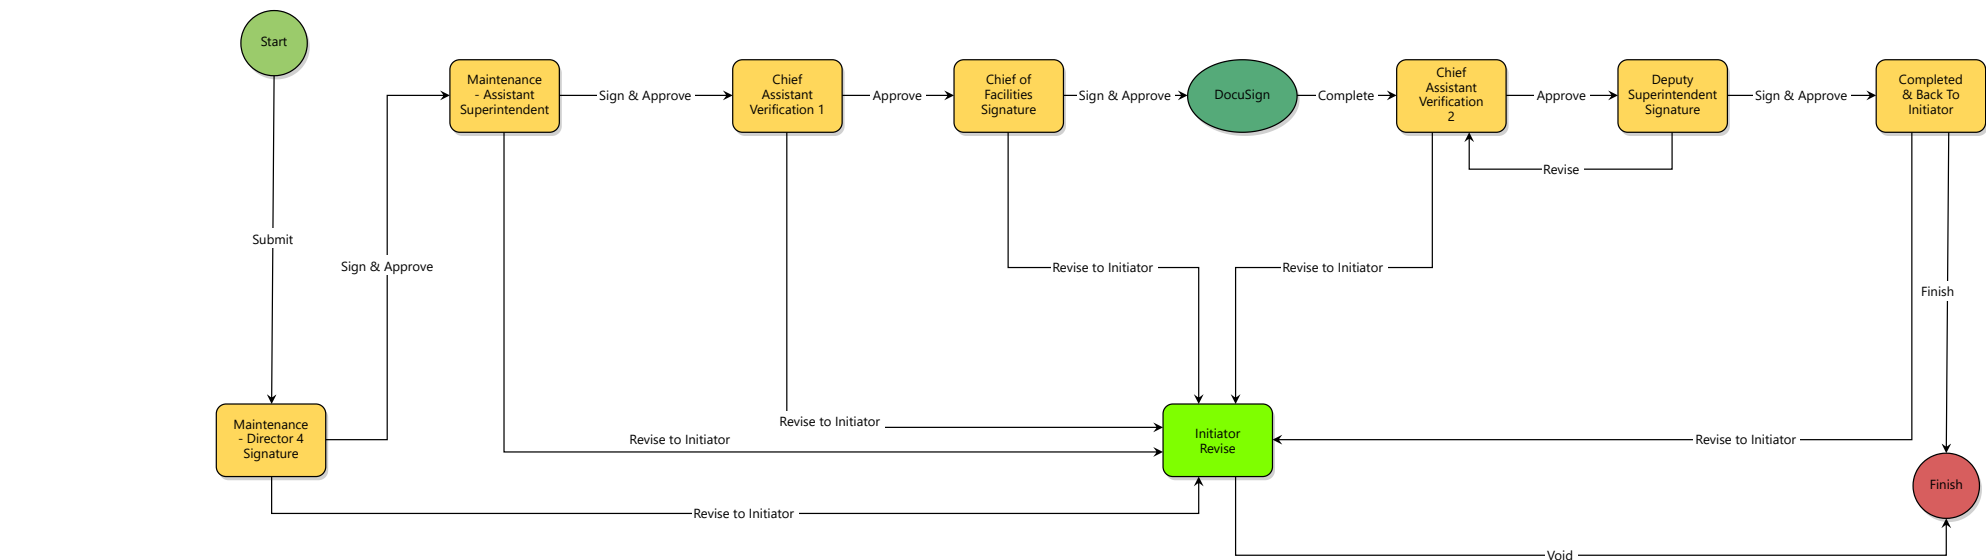 Start
Maintenance
- Assistant
Superintendent
Sign & Approve
Chief
Assistant
Verification 1
Approve
Chief of
Facilities
Signature
Sign & Approve
DocuSign
Complete
Chief
Assistant
Verification
2
Approve
Deputy
Superintendent
Signature
Sign & Approve
Completed
& Back To
Initiator
Revise
Submit
Sign & Approve
Revise to Initiator
Revise to Initiator
Finish
Maintenance
- Director 4
Signature
Revise to Initiator
Revise to Initiator
Initiator
Revise
Revise to Initiator
Finish
Revise to Initiator
Void